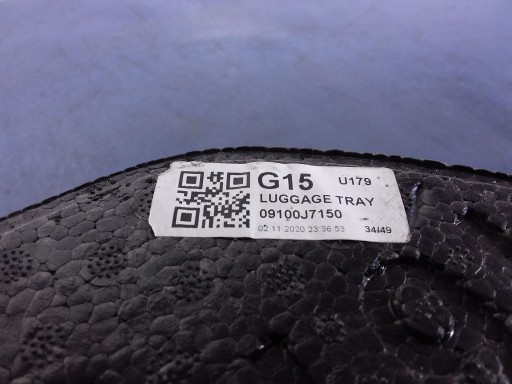 G15 U179
LUGGAGE TRAY
09100J7150
02 11 2020 23 36 53 34/49